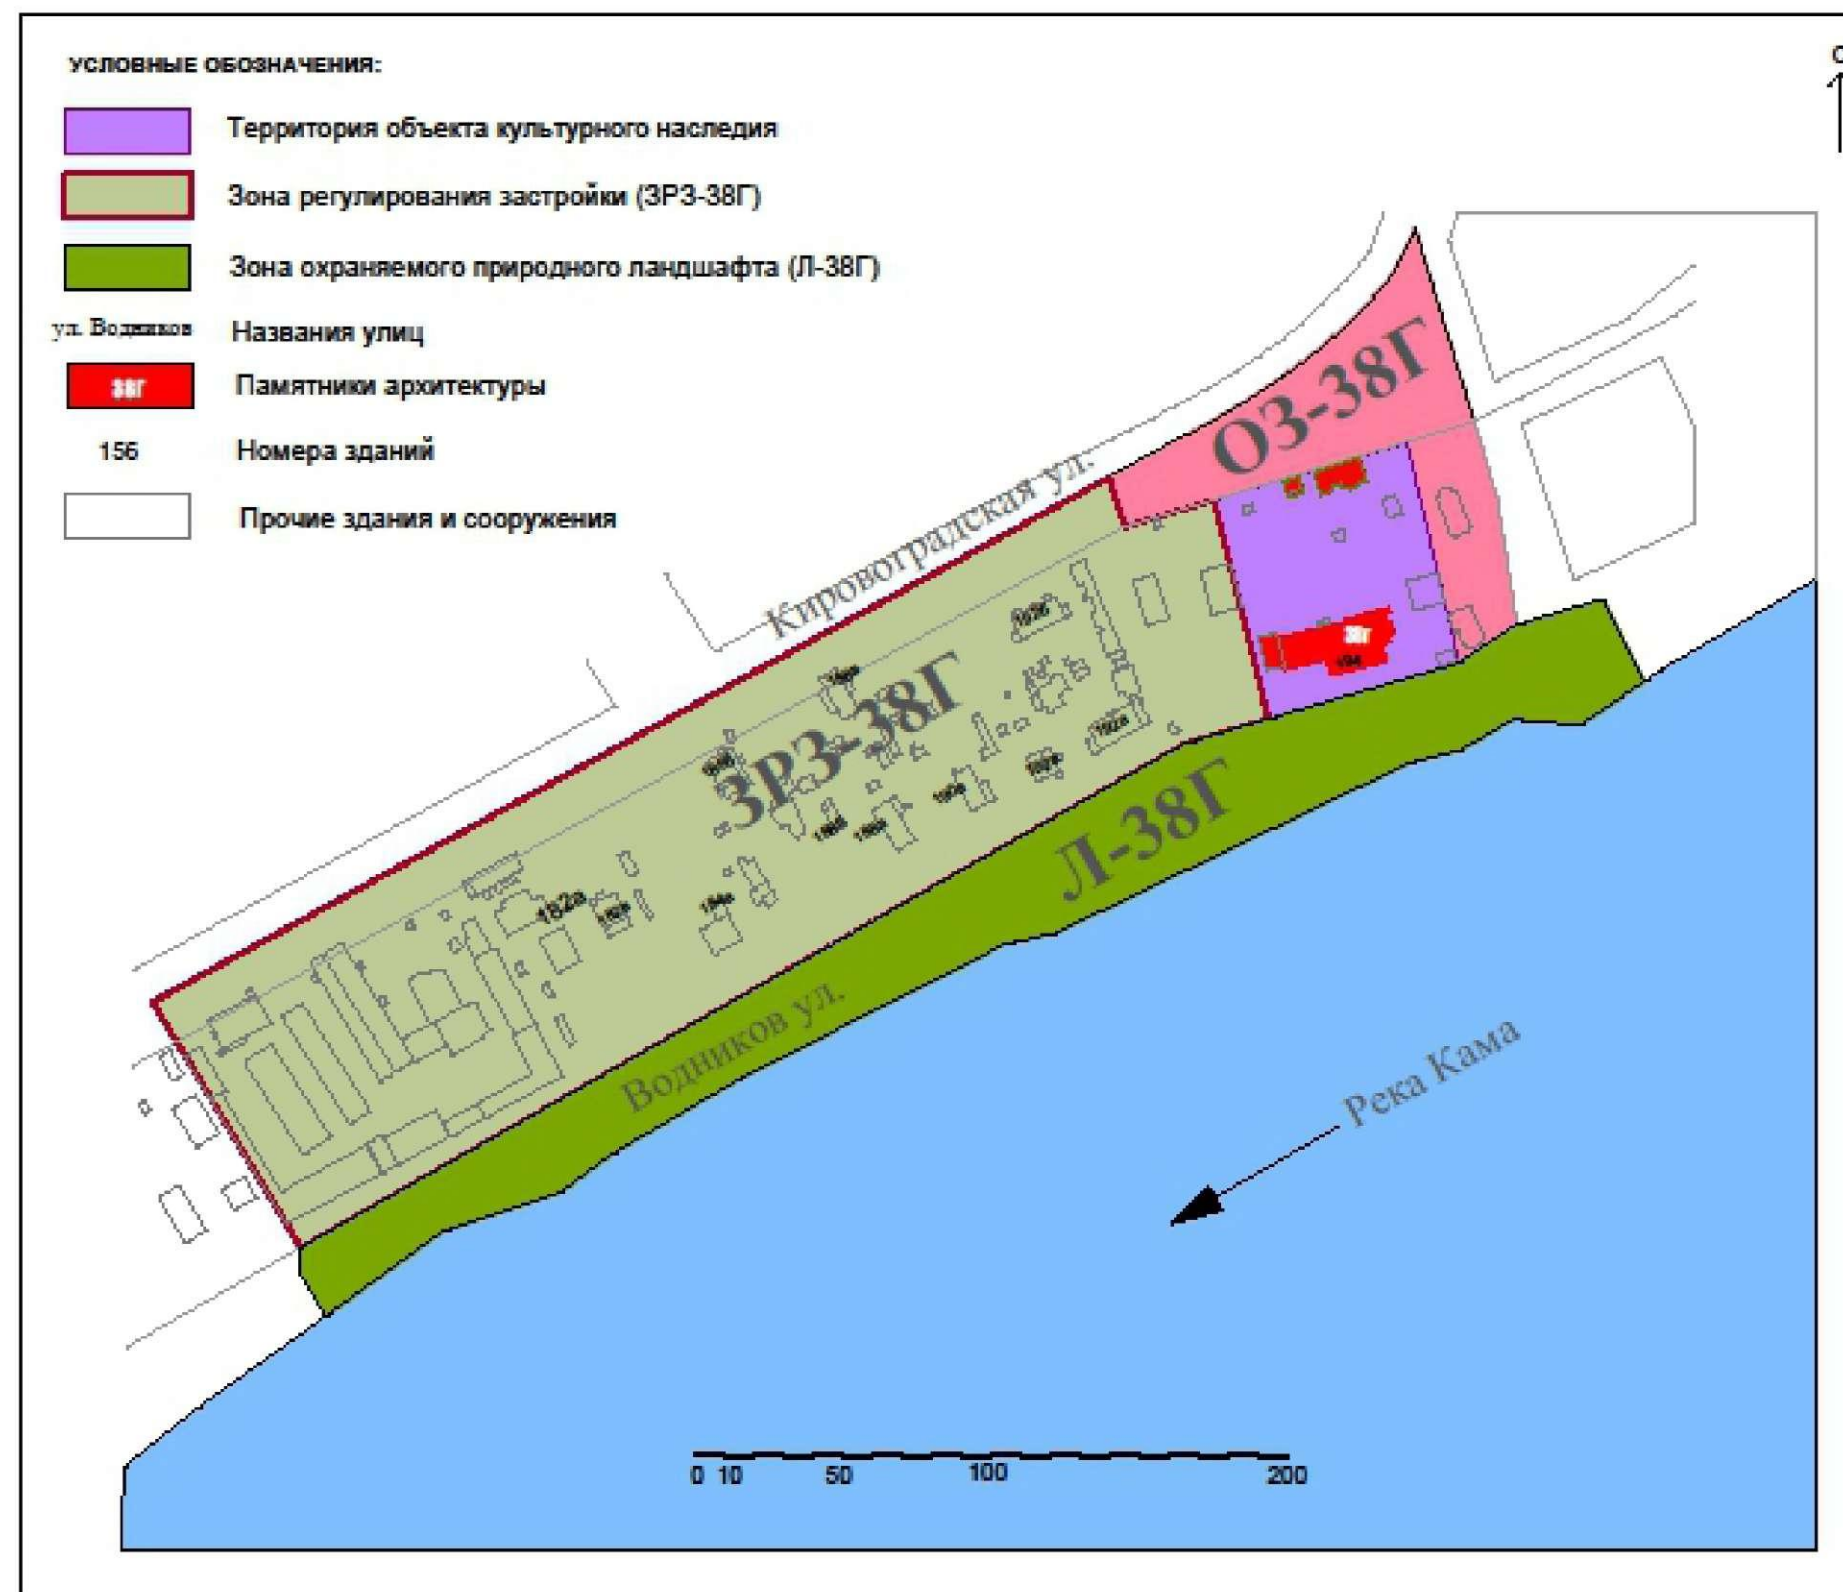 УСЛОВНЫЕ ОБОЗНАЧЕНИЯ:
С
Территория объекта культурного наследия
Зона регулирования застройки (ЗРЗ-38Г)
Зона охраняемого природного ландшафта (Л-38Г)
ул. Водников Названия улиц
38Г Памятники архитектуры
156 Номера зданий
Прочие здания и сооружения
ОЗ-38Г
Кировоградская ул.
38Г
ЗРЗ-38Г
Л-38Г
182а
Водников ул.
Река Кама
0 10 50 100 200